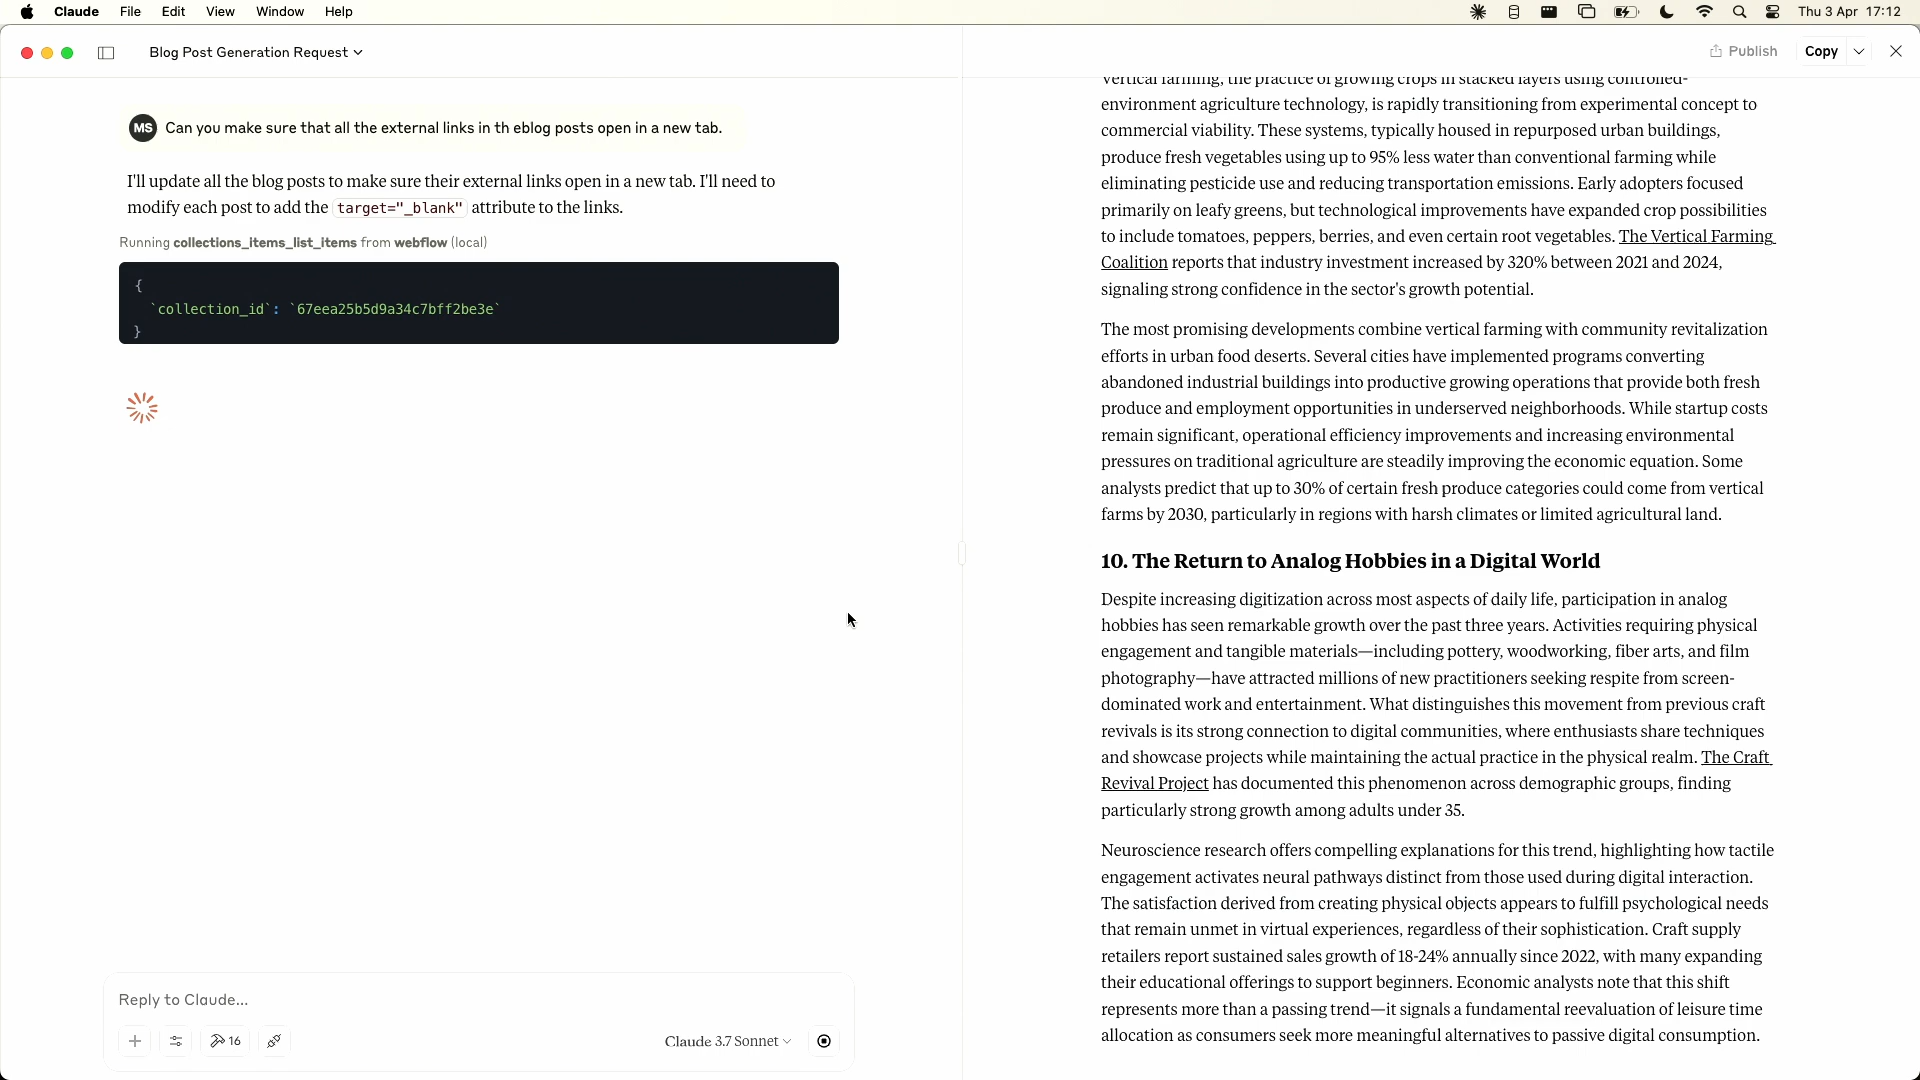 Claude File Edit View Window Help
Thu 3 Apr 17:12
Blog Post Generation Request
Publish Copy
MS Can you make sure that all the external links in th eblog posts open in a new tab.
I'll update all the blog posts to make sure their external links open in a new tab. I'll need to
modify each post to add the target="_blank" attribute to the links.
Running collections_items_list_items from webflow (local)
{
`collection_id`: `67eea25b5d9a34c7bff2be3e`
}
Reply to Claude...
16
Claude 3.7 Sonnet
vertical farming, the practice of growing crops in stacked layers using controlled-
environment agriculture technology, is rapidly transitioning from experimental concept to
commercial viability. These systems, typically housed in repurposed urban buildings,
produce fresh vegetables using up to 95% less water than conventional farming while
eliminating pesticide use and reducing transportation emissions. Early adopters focused
primarily on leafy greens, but technological improvements have expanded crop possibilities
to include tomatoes, peppers, berries, and even certain root vegetables. The Vertical Farming
Coalition reports that industry investment increased by 320% between 2021 and 2024,
signaling strong confidence in the sector's growth potential.
The most promising developments combine vertical farming with community revitalization
efforts in urban food deserts. Several cities have implemented programs converting
abandoned industrial buildings into productive growing operations that provide both fresh
produce and employment opportunities in underserved neighborhoods. While startup costs
remain significant, operational efficiency improvements and increasing environmental
pressures on traditional agriculture are steadily improving the economic equation. Some
analysts predict that up to 30% of certain fresh produce categories could come from vertical
farms by 2030, particularly in regions with harsh climates or limited agricultural land.
10. The Return to Analog Hobbies in a Digital World
Despite increasing digitization across most aspects of daily life, participation in analog
hobbies has seen remarkable growth over the past three years. Activities requiring physical
engagement and tangible materials—including pottery, woodworking, fiber arts, and film
photography—have attracted millions of new practitioners seeking respite from screen-
dominated work and entertainment. What distinguishes this movement from previous craft
revivals is its strong connection to digital communities, where enthusiasts share techniques
and showcase projects while maintaining the actual practice in the physical realm. The Craft
Revival Project has documented this phenomenon across demographic groups, finding
particularly strong growth among adults under 35.
Neuroscience research offers compelling explanations for this trend, highlighting how tactile
engagement activates neural pathways distinct from those used during digital interaction.
The satisfaction derived from creating physical objects appears to fulfill psychological needs
that remain unmet in virtual experiences, regardless of their sophistication. Craft supply
retailers report sustained sales growth of 18-24% annually since 2022, with many expanding
their educational offerings to support beginners. Economic analysts note that this shift
represents more than a passing trend—it signals a fundamental reevaluation of leisure time
allocation as consumers seek more meaningful alternatives to passive digital consumption.